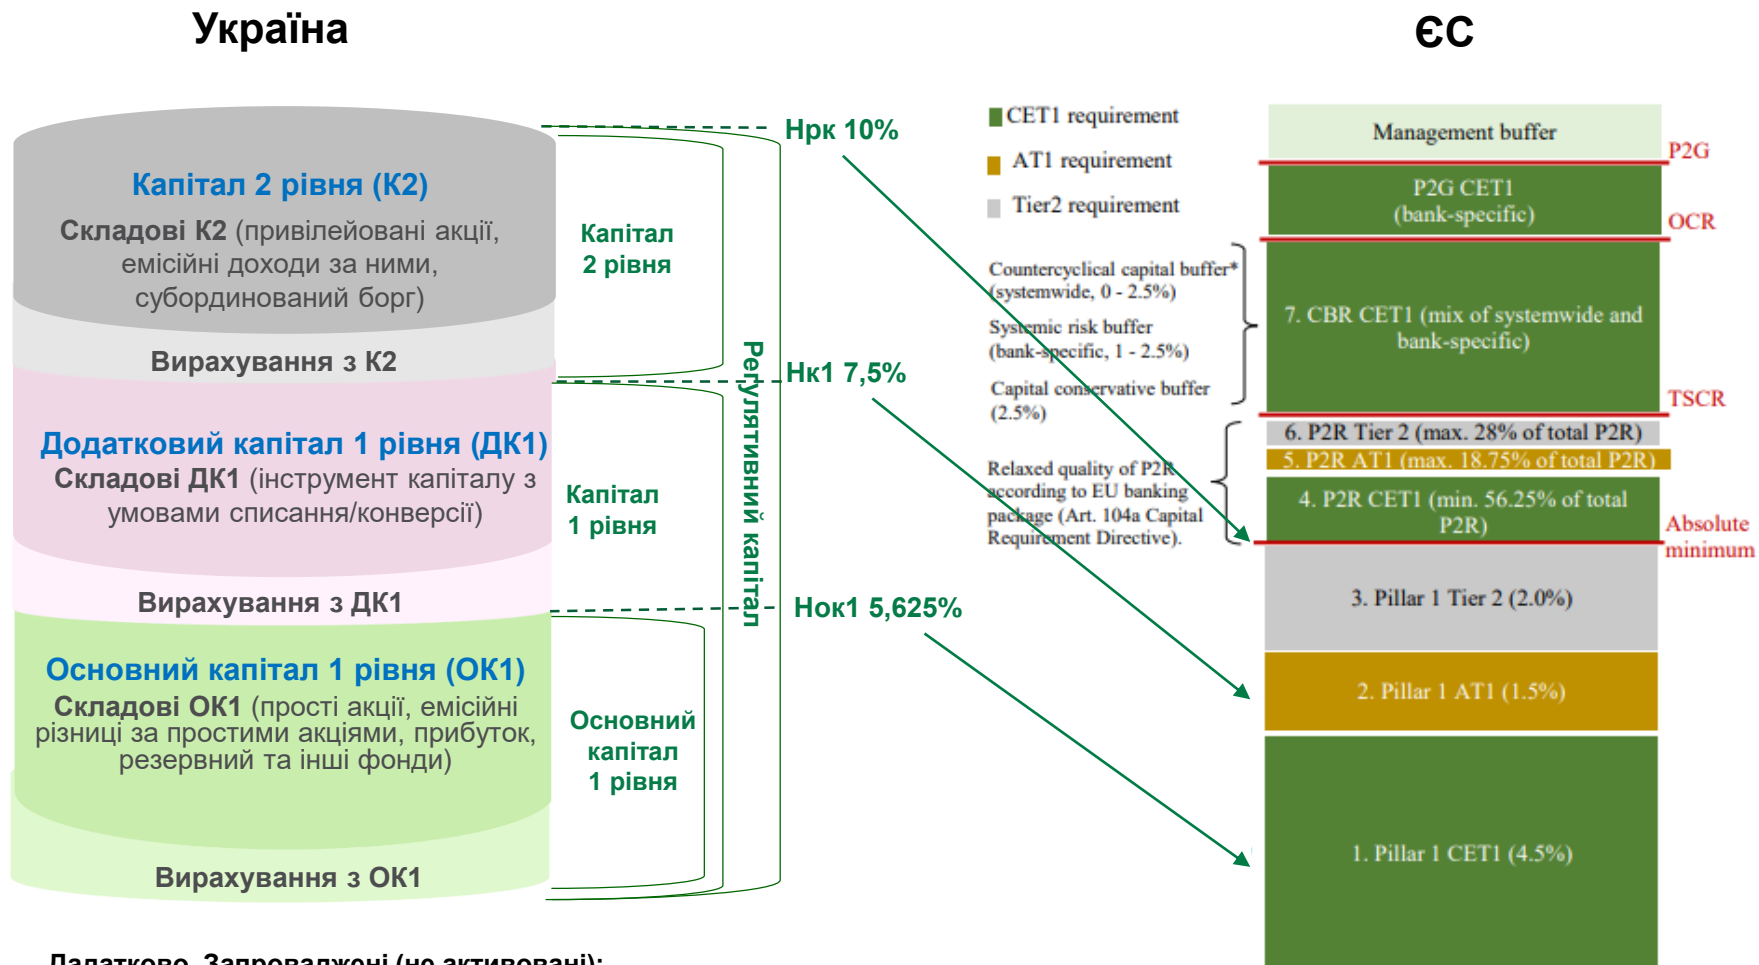 Україна
ЄС
Капітал 2 рівня (К2)
Складові К2 (привілейовані акції,
емісійні доходи за ними,
субординований борг)
Вирахування з К2
Додатковий капітал 1 рівня (ДК1)
Складові ДК1 (інструмент капіталу з
умовами списання/конверсії)
Вирахування з ДК1
Основний капітал 1 рівня (ОК1)
Складові ОК1 (прості акції, емісійні
різниці за простими акціями, прибуток,
резервний та інші фонди)
Вирахування з ОК1
Капітал
2 рівня
Капітал
1 рівня
Основний
капітал
1 рівня
Регулятивний капітал
Нрк 10%
Нк1 7,5%
Нок1 5,625%
CET1 requirement
AT1 requirement
Tier2 requirement
Countercyclical capital buffer*
(systemwide, 0 - 2.5%)
Systemic risk buffer
(bank-specific, 1 - 2.5%)
Capital conservative buffer
(2.5%)
Relaxed quality of P2R
according to EU banking
package (Art. 104a Capital
Requirement Directive).
Management buffer
P2G
P2G CET1
(bank-specific)
OCR
7. CBR CET1 (mix of systemwide and
bank-specific)
TSCR
6. P2R Tier 2 (max. 28% of total P2R)
5. P2R AT1 (max. 18.75% of total P2R)
4. P2R CET1 (min. 56.25% of total
P2R)
Absolute
minimum
3. Pillar 1 Tier 2 (2.0%)
2. Pillar 1 AT1 (1.5%)
1. Pillar 1 CET1 (4.5%)
Додатково. Запроваджені (не активовані):